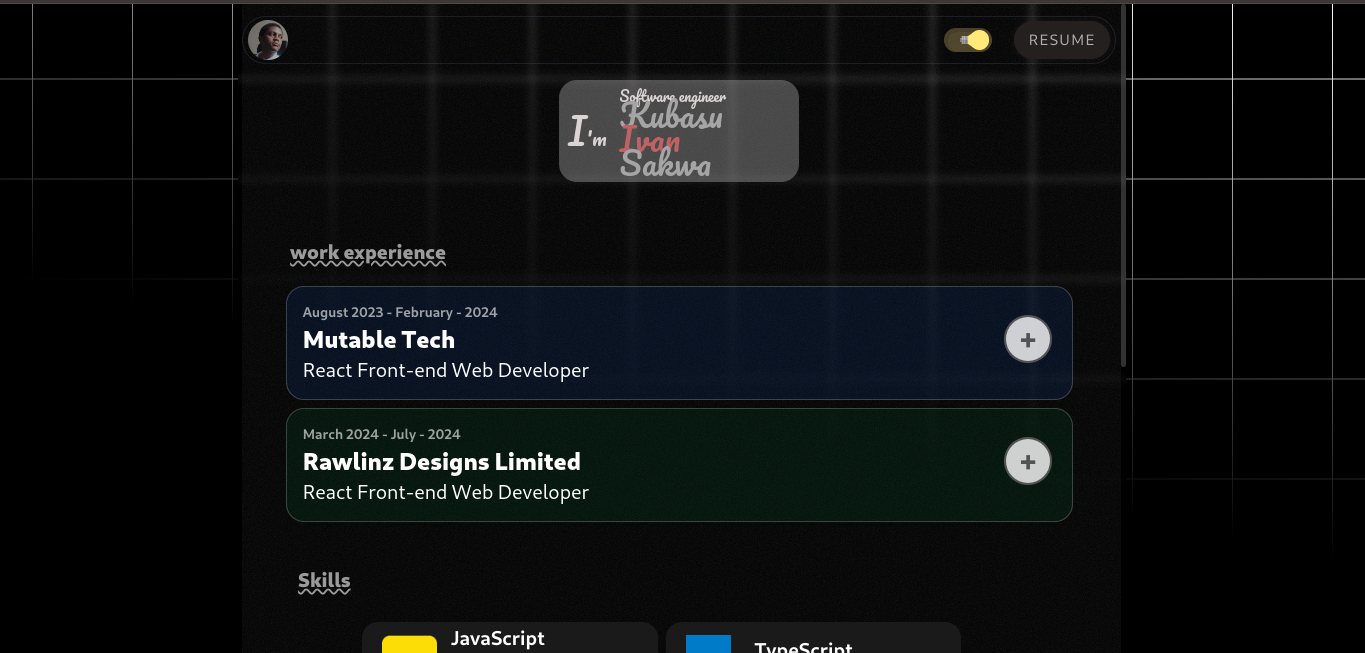 RESUME
Software engineer
I'm
Kubasu
Ivan
Sakwa
work experience
August 2023 - February - 2024
Mutable Tech
React Front-end Web Developer
+
March 2024 - July - 2024
Rawlinz Designs Limited
React Front-end Web Developer
+
Skills
JavaScript
TypeScript